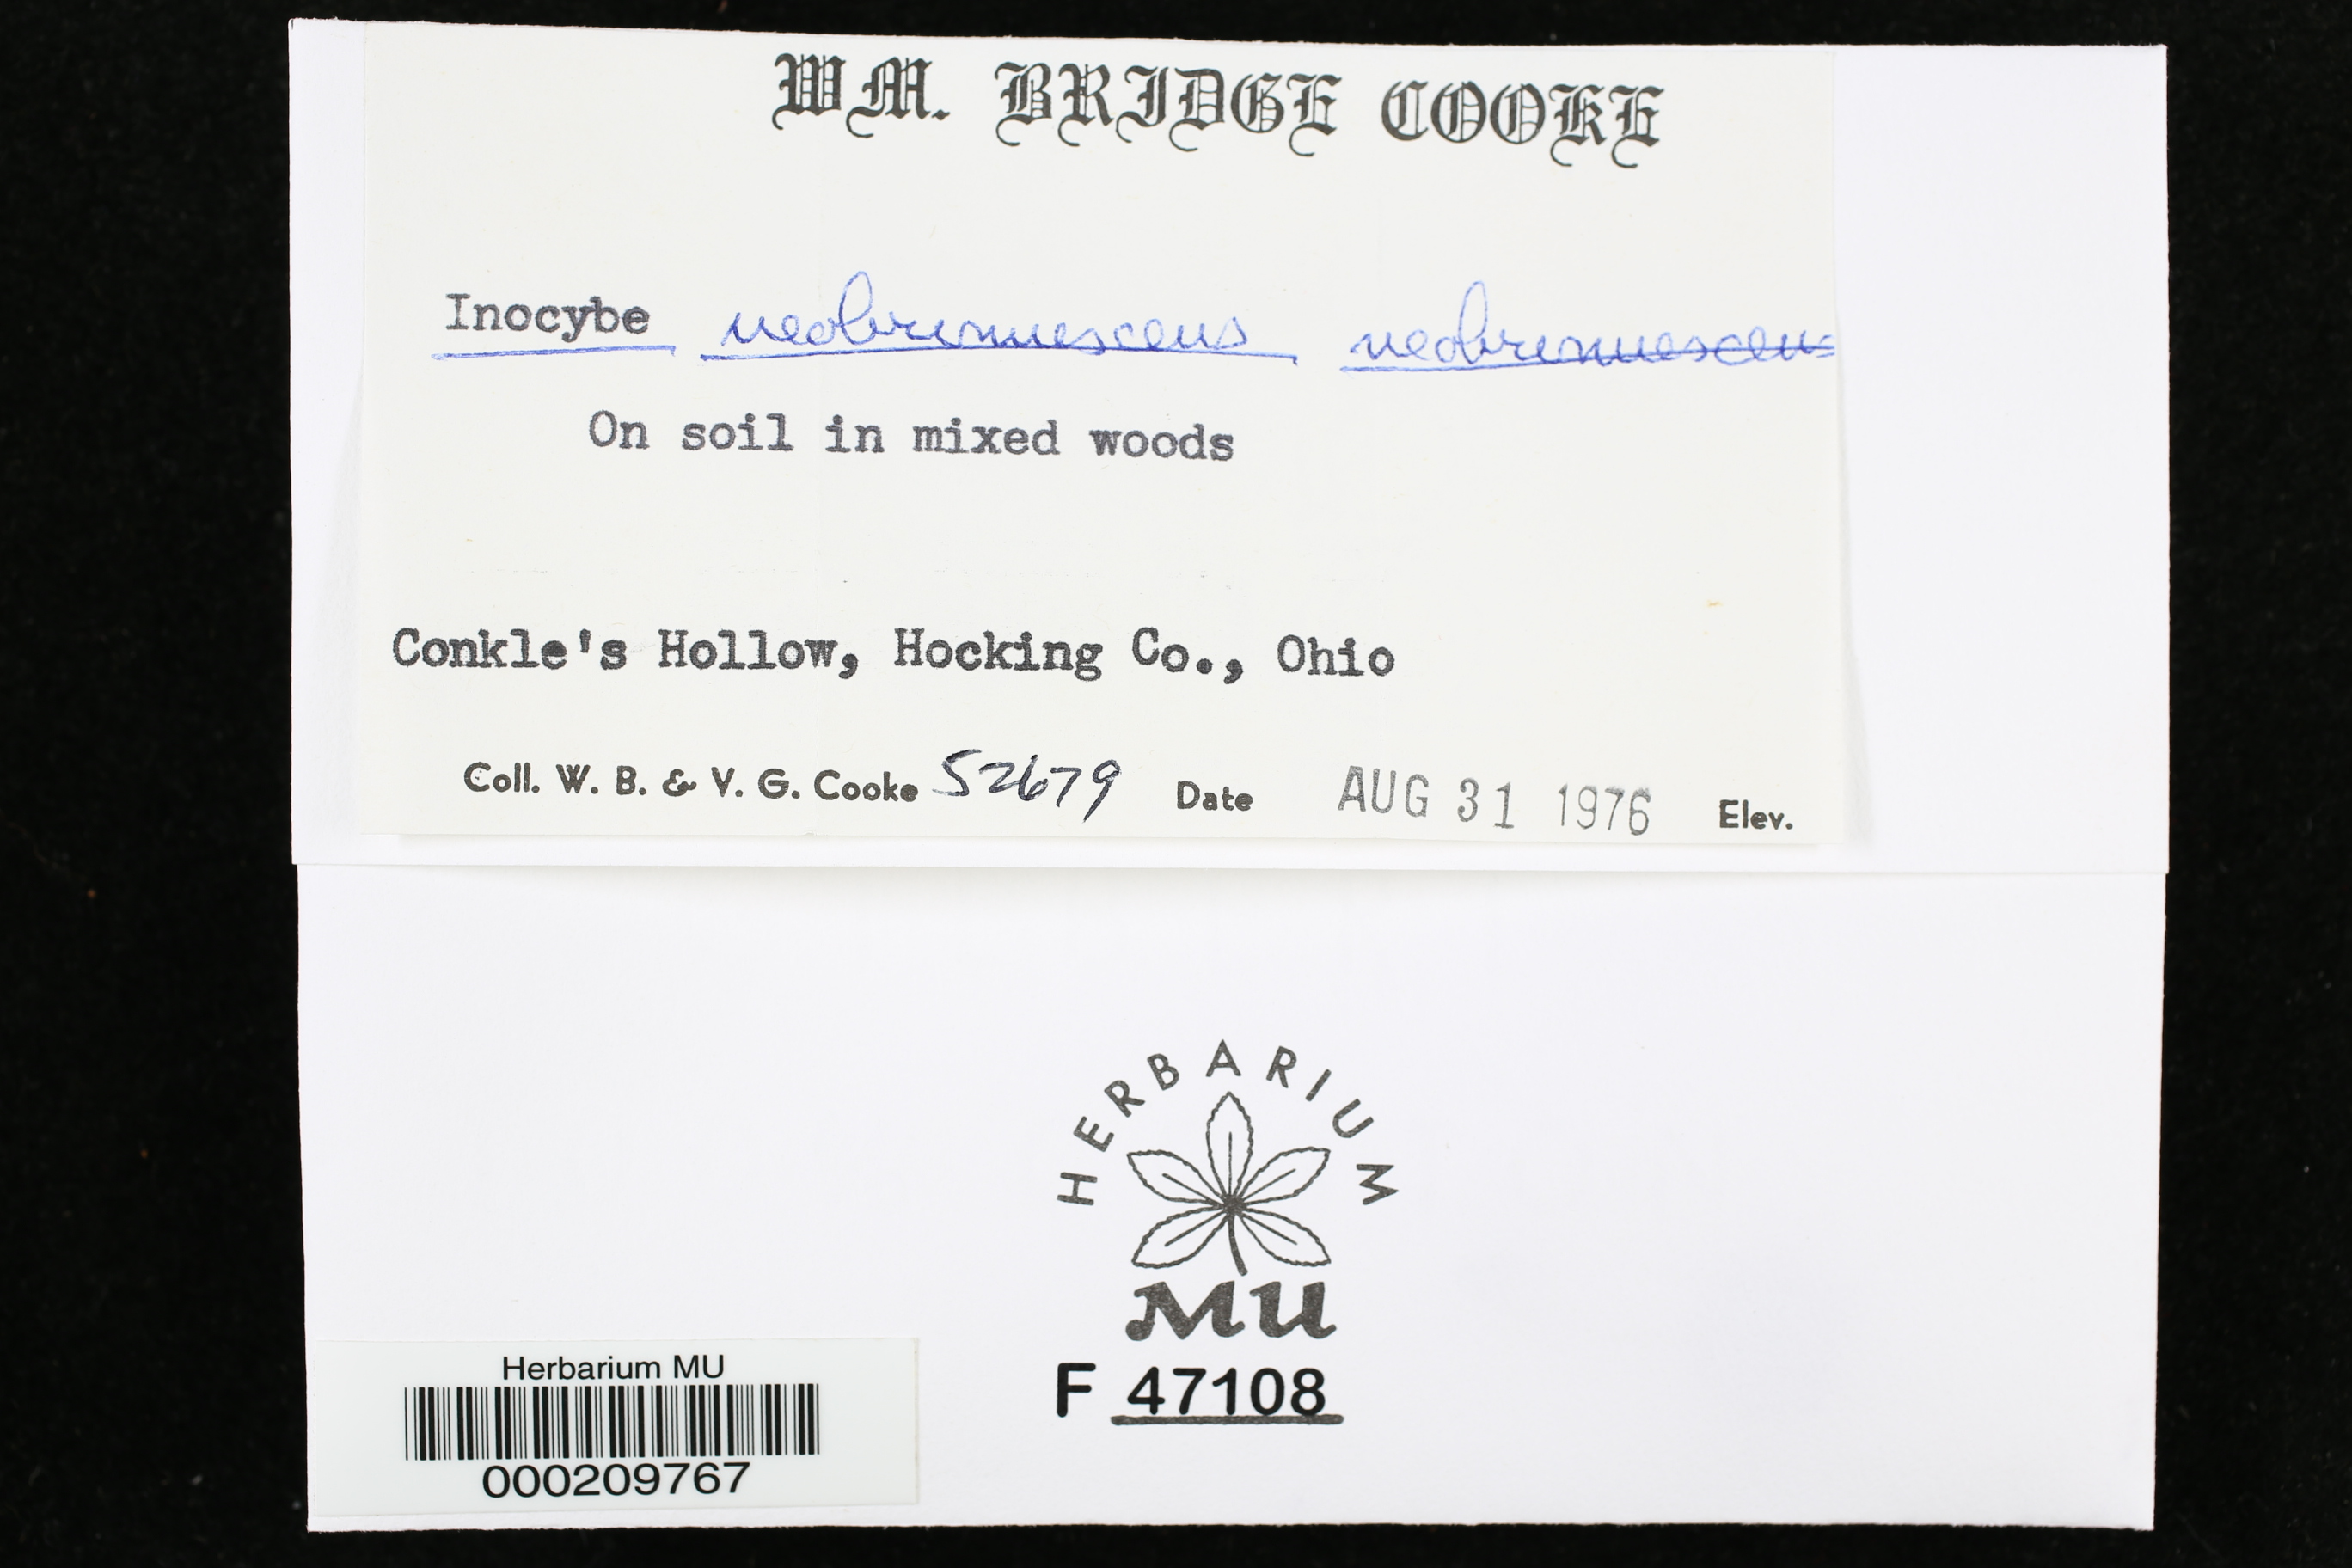 WM. BRIDGE COOKE
Inocybe neobrunnescens neobrunnescens
On soil in mixed woods
Conkle's Hollow, Hocking Co., Ohio
Coll. W. B. & V. G. Cooke 52679 Date AUG 31 1976 Elev.
HERBARIUM
MU
F 47108
Herbarium MU
000209767